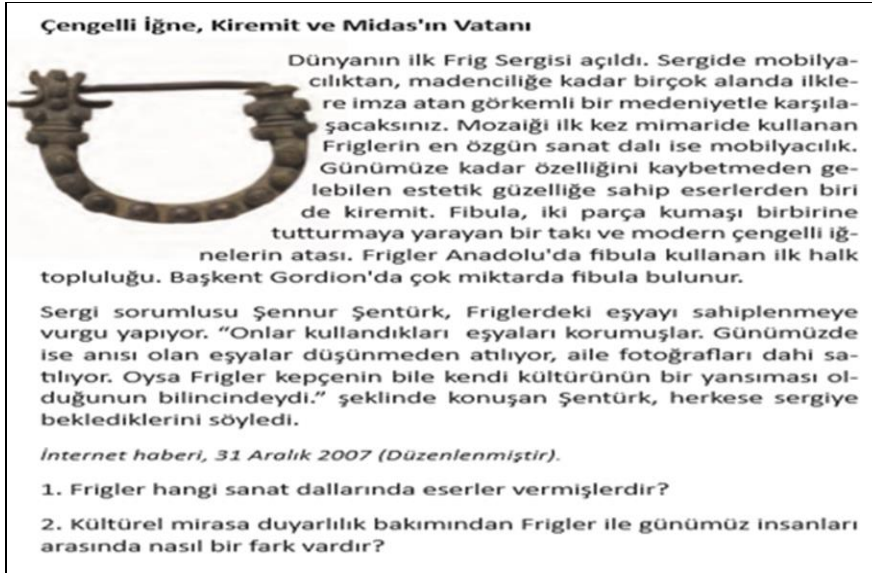 Çengelli İğne, Kiremit ve Midas'ın Vatanı
Dünyanın ilk Frig Sergisi açıldı. Sergide mobilya-
cılıktan, madenciliğe kadar birçok alanda ilkle-
re imza atan görkemli bir medeniyetle karşıla-
şacaksınız. Mozaiği ilk kez mimaride kullanan
Friglerin en özgün sanat dalı ise mobilyacılık.
Günümüze kadar özelliğini kaybetmeden ge-
lebilen estetik güzelliğe sahip eserlerden biri
de kiremit. Fibula, iki parça kumaşı birbirine
tutturmaya yarayan bir takı ve modern çengelli iğ-
nelerin atası. Frigler Anadolu'da fibula kullanan ilk halk
topluluğu. Başkent Gordion'da çok miktarda fibula bulunur.
Sergi sorumlusu Şennur Şentürk, Friglerdeki eşyayı sahiplenmeye
vurgu yapıyor. “Onlar kullandıkları eşyaları korumuşlar. Günümüzde
ise anısı olan eşyalar düşünmeden atılıyor, aile fotoğrafları dahi sa-
tılıyor. Oysa Frigler kepçenin bile kendi kültürünün bir yansıması ol-
duğunun bilincindeydi.” şeklinde konuşan Şentürk, herkese sergiye
beklediklerini söyledi.
İnternet haberi, 31 Aralık 2007 (Düzenlenmiştir).
1. Frigler hangi sanat dallarında eserler vermişlerdir?
2. Kültürel mirasa duyarlılık bakımından Frigler ile günümüz insanları
arasında nasıl bir fark vardır?